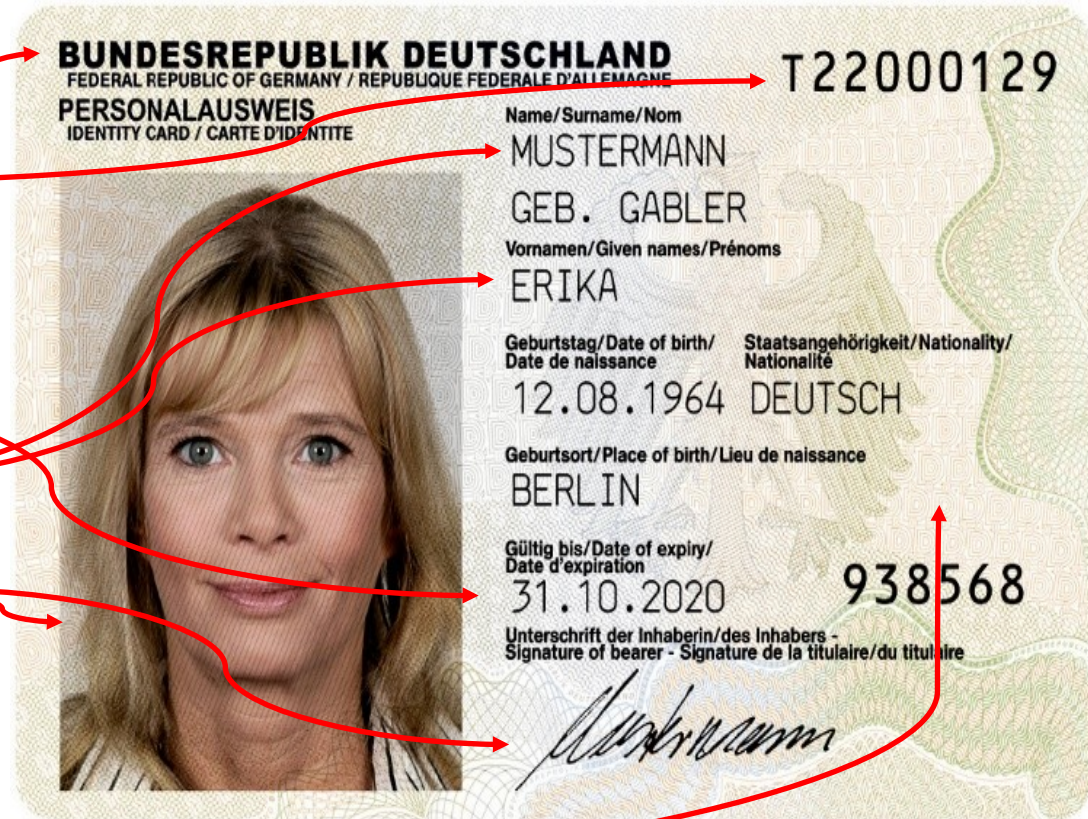 BUNDESREPUBLIK DEUTSCHLAND
FEDERAL REPUBLIC OF GERMANY / REPUBLIQUE FEDERALE D'ALLEMAGNE
PERSONALAUSWEIS
IDENTITY CARD / CARTE D'IDENTITE
T22000129
Name/Surname/Nom
MUSTERMANN
GEB. GABLER
Vornamen/Given names/Prénoms
ERIKA
Geburtstag/Date of birth/ Staatsangehörigkeit/Nationality/
Date de naissance Nationalité
12.08.1964 DEUTSCH
Geburtsort/Place of birth/Lieu de naissance
BERLIN
Gültig bis/Date of expiry/
Date d'expiration
31.10.2020 938568
Unterschrift der Inhaberin/des Inhabers -
Signature of bearer - Signature de la titulaire/du titulaire
Mustermann